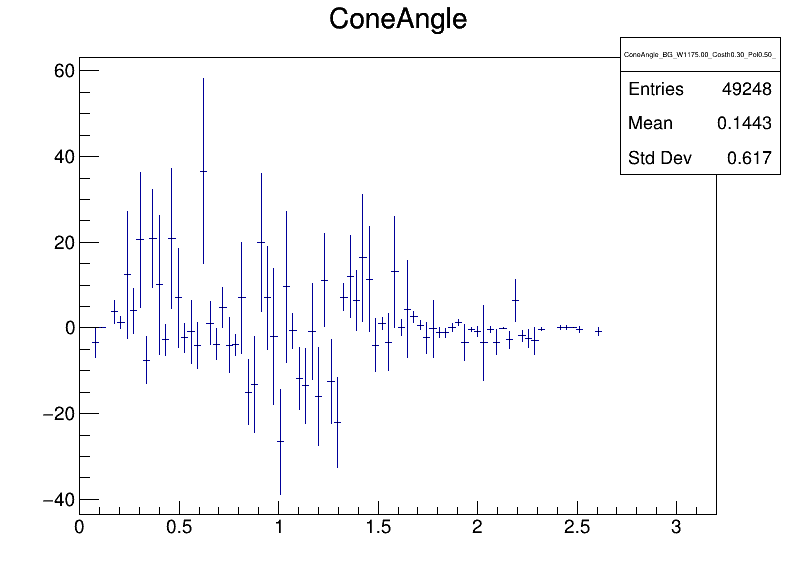 ConeAngle
ConeAngle_BG_W1175.00_Costh0.30_Pol0.50_
Entries 49248
Mean 0.1443
Std Dev 0.617
60
40
20
0
−20
−40
0 0.5 1 1.5 2 2.5 3